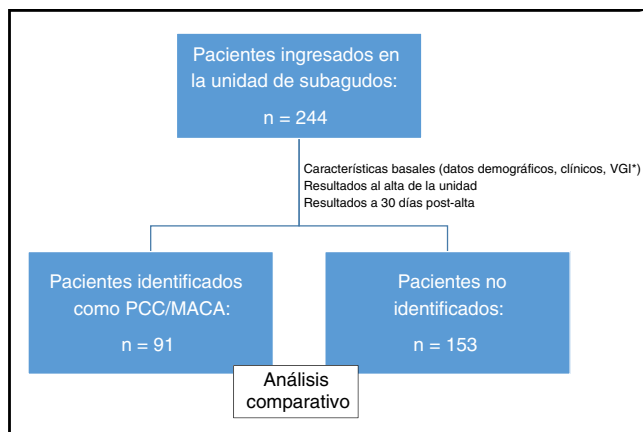 Pacientes ingresados en
la unidad de subagudos:
n = 244
Características basales (datos demográficos, clínicos, VGI*)
Resultados al alta de la unidad
Resultados a 30 días post-alta
Pacientes identificados
como PCC/MACA:
n = 91
Pacientes no
identificados:
n = 153
Análisis
comparativo